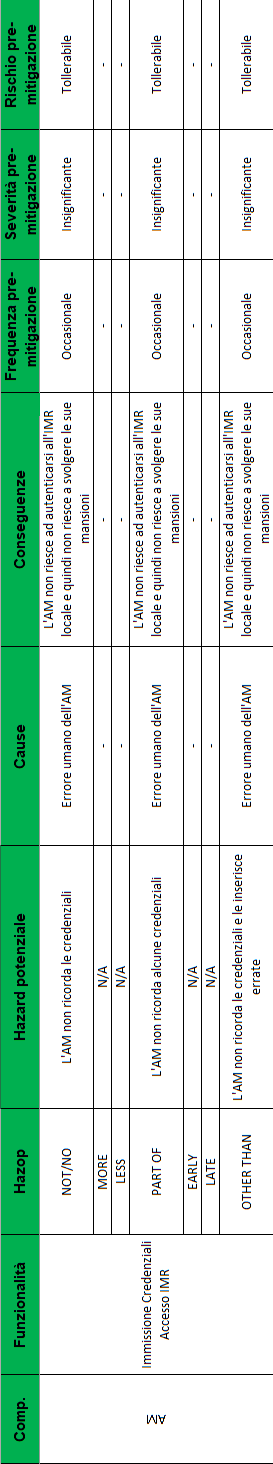 Comp.
Funzionalità
Hazop
Hazard potenziale
Cause
Conseguenze
Frequenza pre-
mitigazione
Severità pre-
mitigazione
Rischio pre-
mitigazione
AM
Immissione Credenziali
Accesso IMR
NOT/NO
L'AM non ricorda le credenziali
Errore umano dell'AM
L'AM non riesce ad autenticarsi all'IMR
locale e quindi non riesce a svolgere le sue
mansioni
Occasionale
Insignificante
Tollerabile
MORE
N/A
-
-
-
-
-
LESS
N/A
-
-
-
-
-
PART OF
L'AM non ricorda alcune credenziali
Errore umano dell'AM
L'AM non riesce ad autenticarsi all'IMR
locale e quindi non riesce a svolgere le sue
mansioni
Occasionale
Insignificante
Tollerabile
EARLY
N/A
-
-
-
-
-
LATE
N/A
-
-
-
-
-
OTHER THAN
L'AM non ricorda le credenziali e le inserisce
errate
Errore umano dell'AM
L'AM non riesce ad autenticarsi all'IMR
locale e quindi non riesce a svolgere le sue
mansioni
Occasionale
Insignificante
Tollerabile